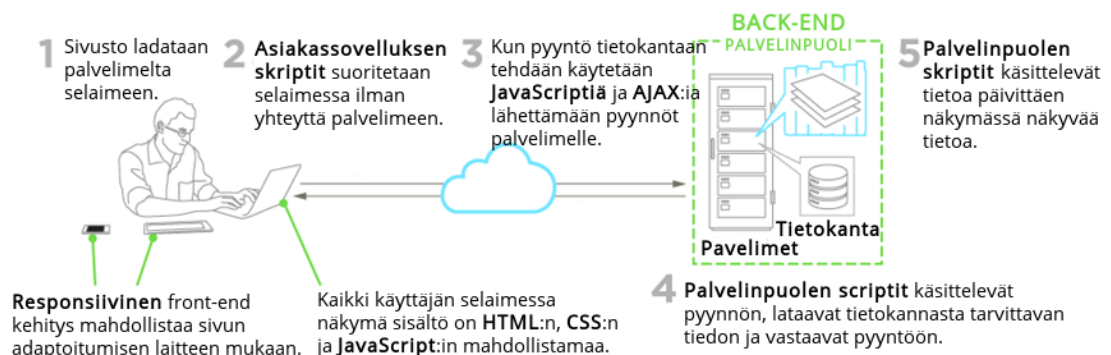 1 Sivusto ladataan
palvelimelta
selaimeen.
2 Asiakassovelluksen
skriptit suoritetaan
selaimessa ilman
yhteyttä palvelimeen.
3 Kun pyyntö tietokantaan
tehdään käytetään
JavaScriptiä ja AJAX:ia
lähettämään pyynnöt
palvelimelle.
BACK-END
PALVELINPUOLI
Tietokanta
Pavelimet
5 Palvelinpuolen
skriptit käsittelevät
tietoa päivittäen
näkymässä näkyvää
tietoa.
4 Palvelinpuolen scriptit käsittelevät
pyynnön, lataavat tietokannasta tarvittavan
tiedon ja vastaavat pyyntöön.
Responsiivinen front-end
kehitys mahdollistaa sivun
adaptoitumisen laitteen mukaan.
Kaikki käyttäjän selaimessa
näkymä sisältö on HTML:n, CSS:n
ja JavaScript:in mahdollistamaa.